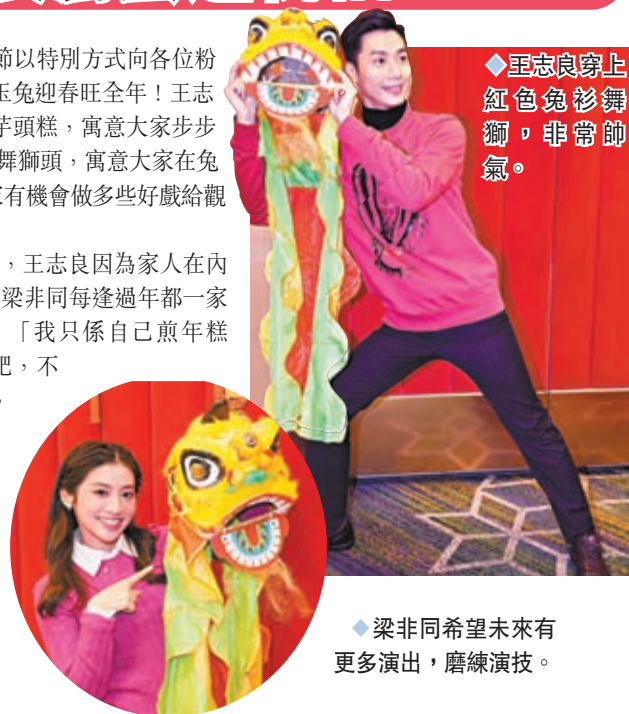 節以特別方式向各位粉
玉兔迎春旺全年！王志
芋頭糕，寓意大家步步
舞獅頭，寓意大家在兔
有機會做多些好戲給觀
，王志良因為家人在內
梁非同每逢過年都一家
「我只係自己煎年糕
吧，不
◆王志良穿上
紅色兔衫舞
獅，非常帥
氣。
◆梁非同希望未來有
更多演出，磨練演技。